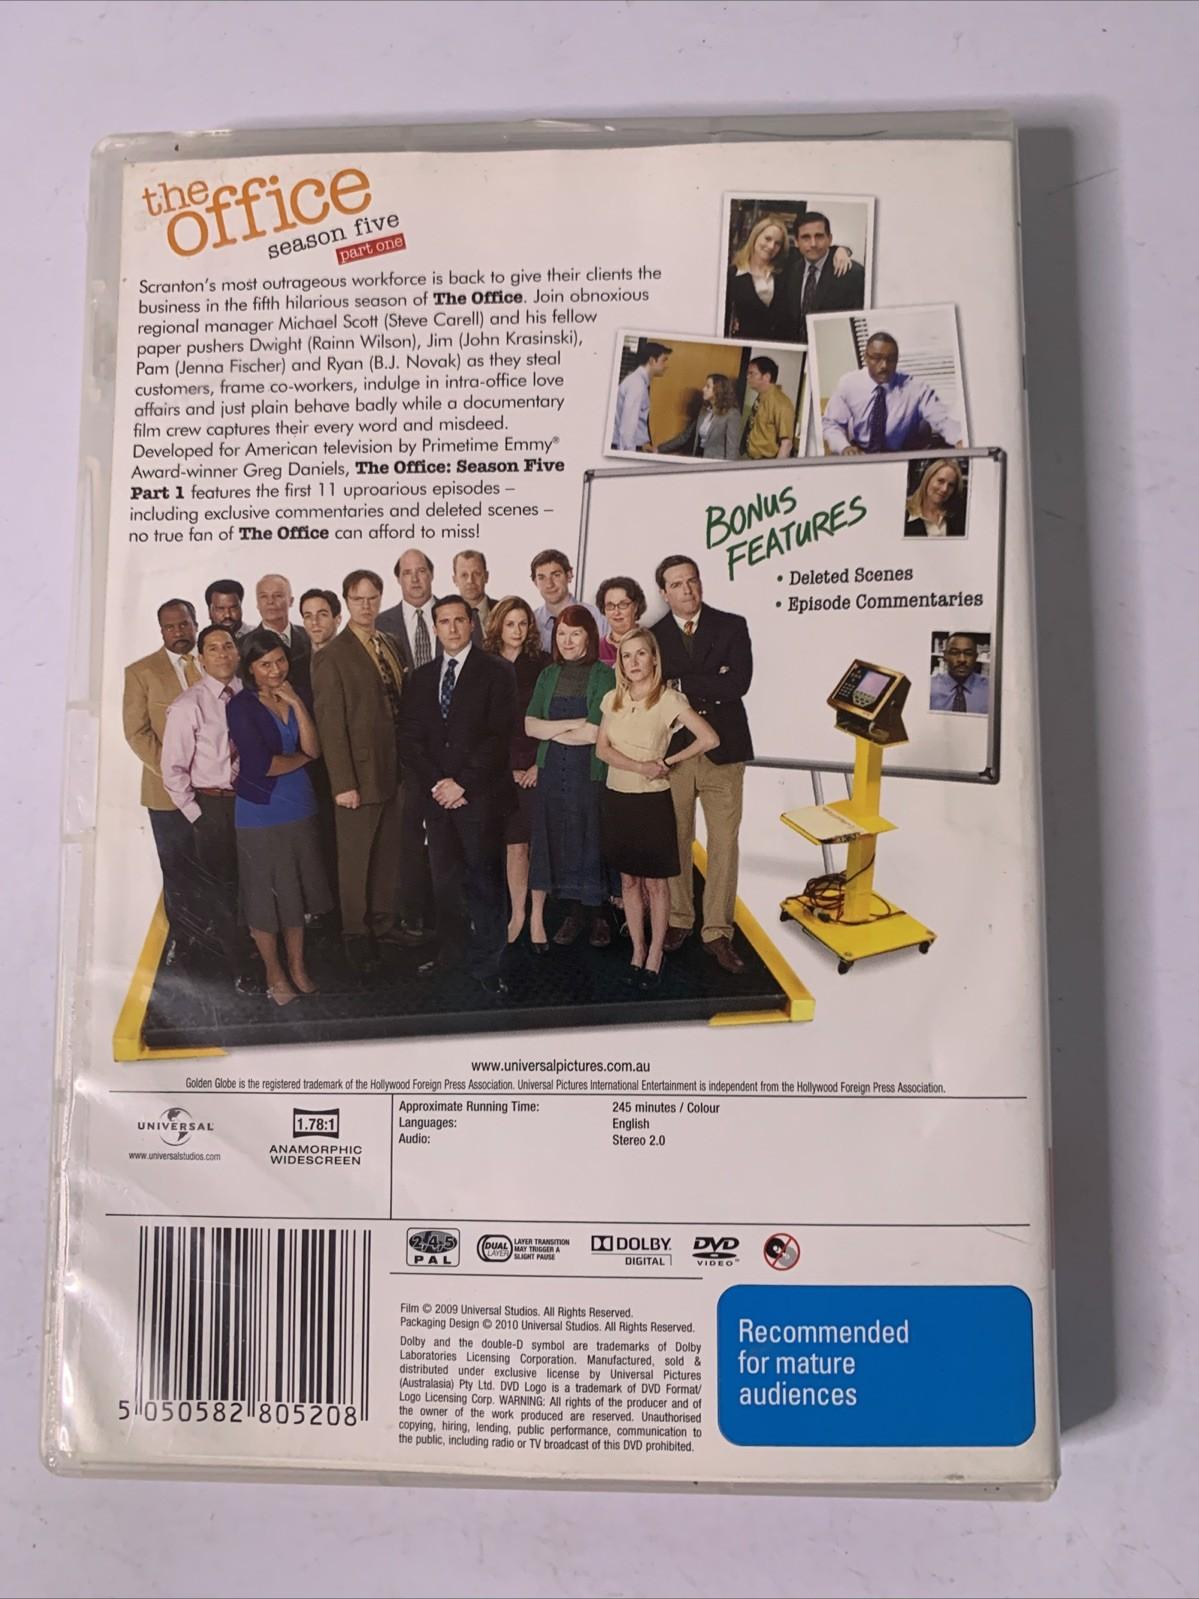 the
office
season five
part one
Scranton's most outrageous workforce is back to give their clients the
business in the fifth hilarious season of The Office. Join obnoxious
regional manager Michael Scott (Steve Carell) and his fellow
paper pushers Dwight (Rainn Wilson), Jim (John Krasinski),
Pam (Jenna Fischer) and Ryan (B.J. Novak) as they steal
customers, frame co-workers, indulge in intra-office love
affairs and just plain behave badly while a documentary
film crew captures their every word and misdeed.
Developed for American television by Primetime Emmy®
Award-winner Greg Daniels, The Office: Season Five
Part 1 features the first 11 uproarious episodes –
including exclusive commentaries and deleted scenes –
no true fan of The Office can afford to miss!
BONUS
FEATURES
• Deleted Scenes
• Episode Commentaries
www.universalpictures.com.au
Golden Globe is the registered trademark of the Hollywood Foreign Press Association. Universal Pictures International Entertainment is independent from the Hollywood Foreign Press Association.
UNIVERSAL
www.universalstudios.com
1.78:1
ANAMORPHIC
WIDESCREEN
Approximate Running Time: 245 minutes / Colour
Languages: English
Audio: Stereo 2.0
5 050582 805208
2,4,5
PAL
DUAL
LAYER
LAYER TRANSITION
MAY TRIGGER A
SLIGHT PAUSE
DOLBY
DIGITAL
DVD
VIDEO™
Film © 2009 Universal Studios. All Rights Reserved.
Packaging Design © 2010 Universal Studios. All Rights Reserved.
Dolby and the double-D symbol are trademarks of Dolby
Laboratories Licensing Corporation. Manufactured, sold &
distributed under exclusive license by Universal Pictures
(Australasia) Pty Ltd. DVD Logo is a trademark of DVD Format/
Logo Licensing Corp. WARNING: All rights of the producer and of
the owner of the work produced are reserved. Unauthorised
copying, hiring, lending, public performance, communication to
the public, including radio or TV broadcast of this DVD prohibited.
Recommended
for mature
audiences